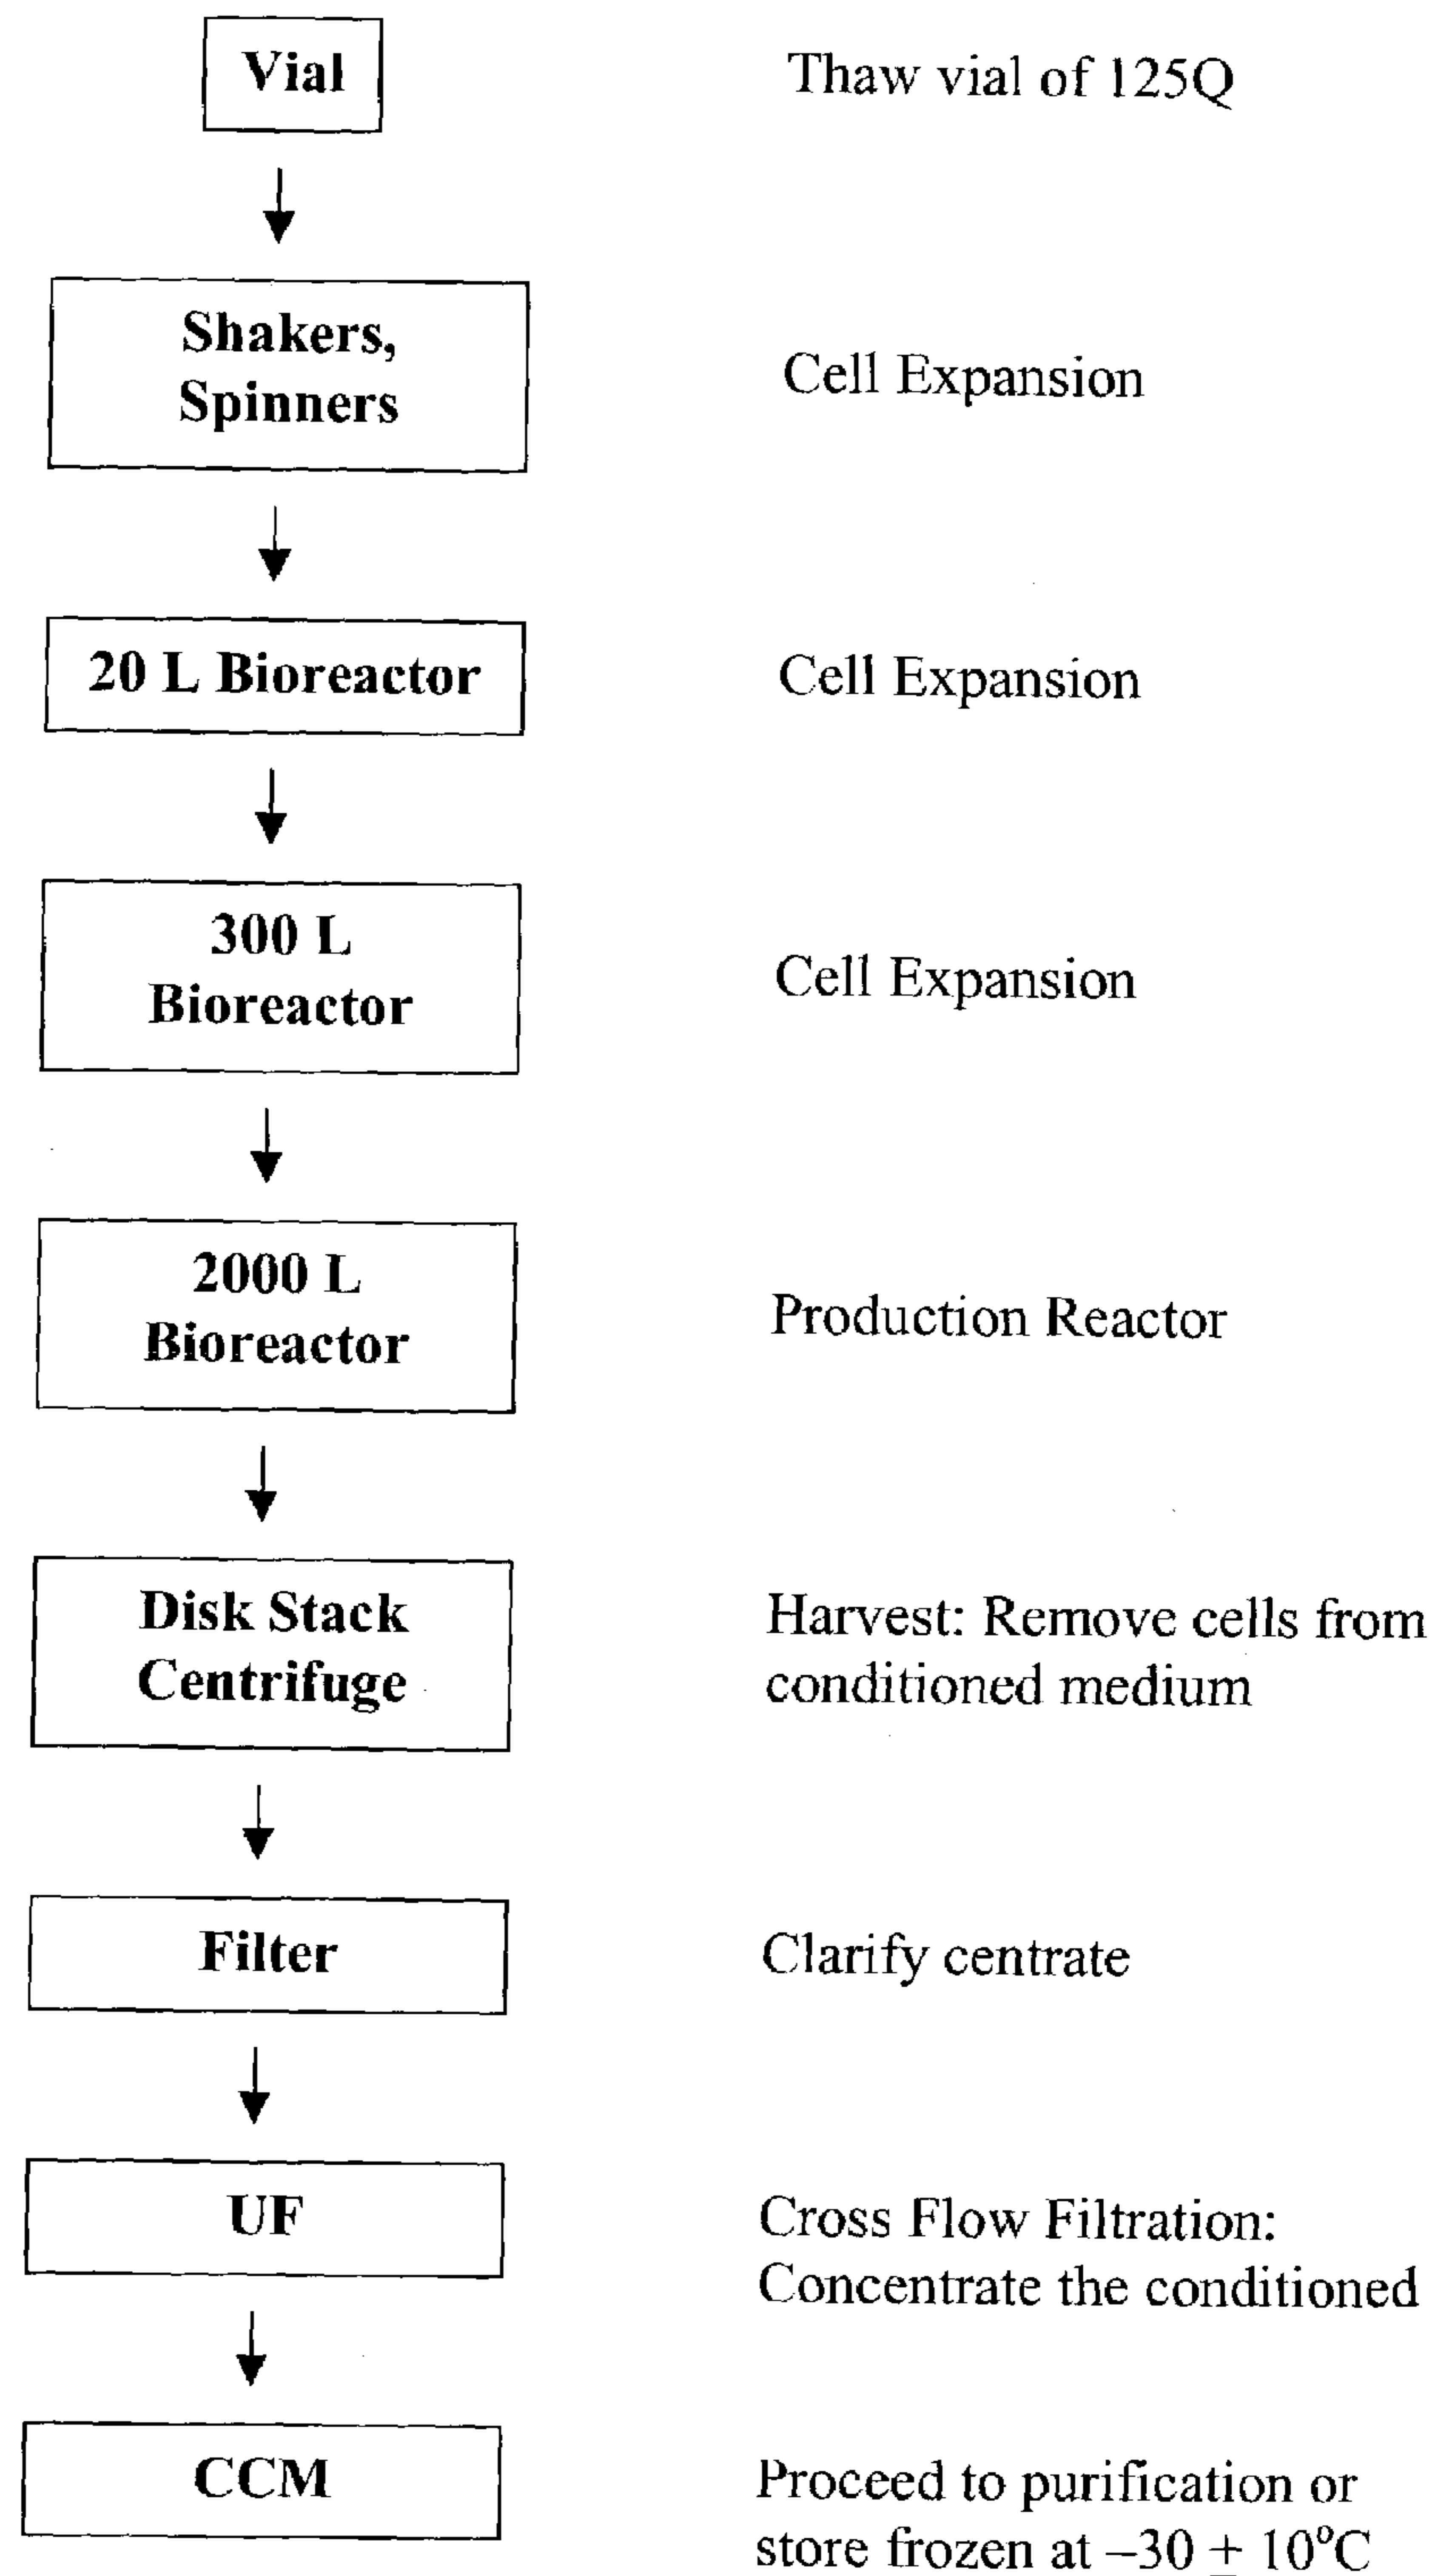 Vial
Thaw vial of 125Q
Shakers,
Spinners
Cell Expansion
20 L Bioreactor
Cell Expansion
300 L
Bioreactor
Cell Expansion
2000 L
Bioreactor
Production Reactor
Disk Stack
Centrifuge
Harvest: Remove cells from
conditioned medium
Filter
Clarify centrate
UF
Cross Flow Filtration:
Concentrate the conditioned
CCM
Proceed to purification or
store frozen at –30 ± 10°C